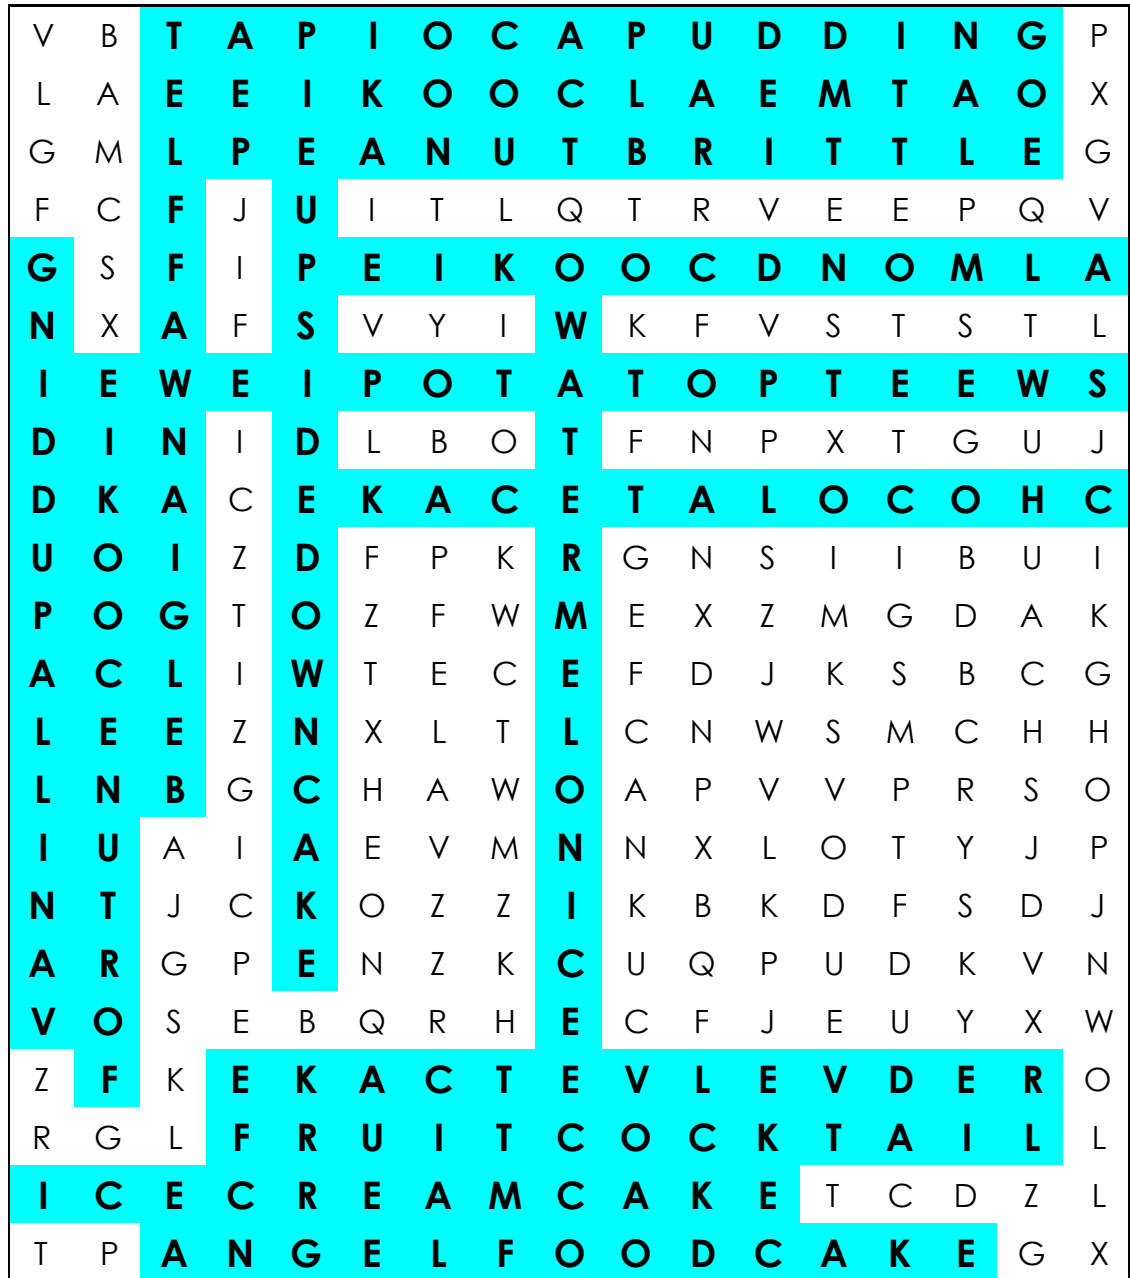 V B T A P I O C A P U D D I N G P
L A E E I K O O C L A E M T A O X
G M L P E A N U T B R I T T L E G
F C F J U I T L Q T R V E E P Q V
G S F I P E I K O O C D N O M L A
N X A F S V Y I W K F V S T S T L
I E W E I P O T A T O P T E E W S
D I N I D L B O T F N P X T G U J
D K A C E K A C E T A L O C O H C
U O I Z D F P K R G N S I I B U I
P O G T O Z F W M E X Z M G D A K
A C L I W T E C E F D J K S B C G
L E E Z N X L T L C N W S M C H H
L N B G C H A W O A P V V P R S O
I U A I A E V M N N X L O T Y J P
N T J C K O Z Z I K B K D F S D J
A R G P E N Z K C U Q P U D K V N
V O S E B Q R H E C F J E U Y X W
Z F K E K A C T E V L E V D E R O
R G L F R U I T C O C K T A I L L
I C E C R E A M C A K E T C D Z L
T P A N G E L F O O D C A K E G X